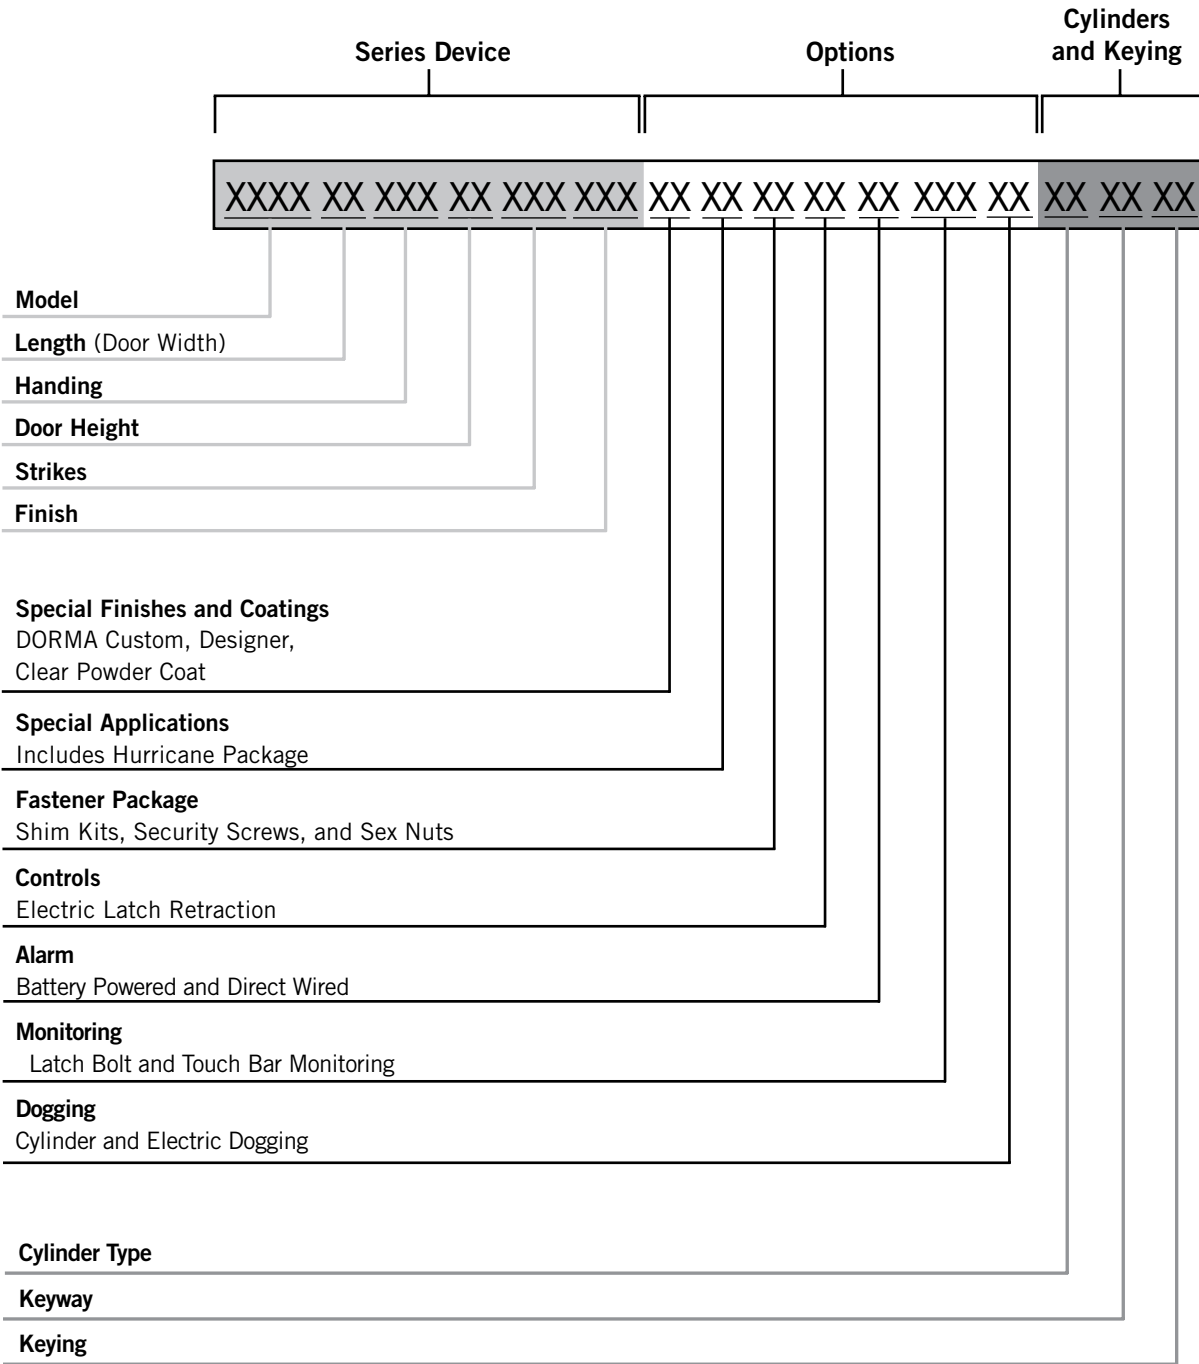 Cylinders
Series Device Options and Keying
XXXX XX XXX XX XXX XXX XX XX XX XX XX XXX XX XX XX XX
Model
Length (Door Width)
Handing
Door Height
Strikes
Finish
Special Finishes and Coatings
DORMA Custom, Designer,
Clear Powder Coat
Special Applications
Includes Hurricane Package
Fastener Package
Shim Kits, Security Screws, and Sex Nuts
Controls
Electric Latch Retraction
Alarm
Battery Powered and Direct Wired
Monitoring
Latch Bolt and Touch Bar Monitoring
Dogging
Cylinder and Electric Dogging
Cylinder Type
Keyway
Keying